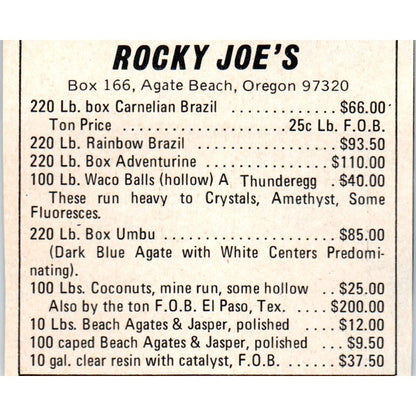 ROCKY JOE'S
Box 166, Agate Beach, Oregon 97320
220 Lb. box Carnelian Brazil ............ $66.00
Ton Price .................... 25c Lb. F.O.B.
220 Lb. Rainbow Brazil ................ $93.50
220 Lb. Box Adventurine ............. $110.00
100 Lb. Waco Balls (hollow) A Thunderegg . $40.00
These run heavy to Crystals, Amethyst, Some
Fluoresces.
220 Lb. Box Umbu .................... $85.00
(Dark Blue Agate with White Centers Predomi-
nating).
100 Lbs. Coconuts, mine run, some hollow .. $25.00
Also by the ton F.O.B. El Paso, Tex. .... $200.00
10 Lbs. Beach Agates & Jasper, polished ... $12.00
100 caped Beach Agates & Jasper, polished ... $9.50
10 gal. clear resin with catalyst, F.O.B. .... $37.50